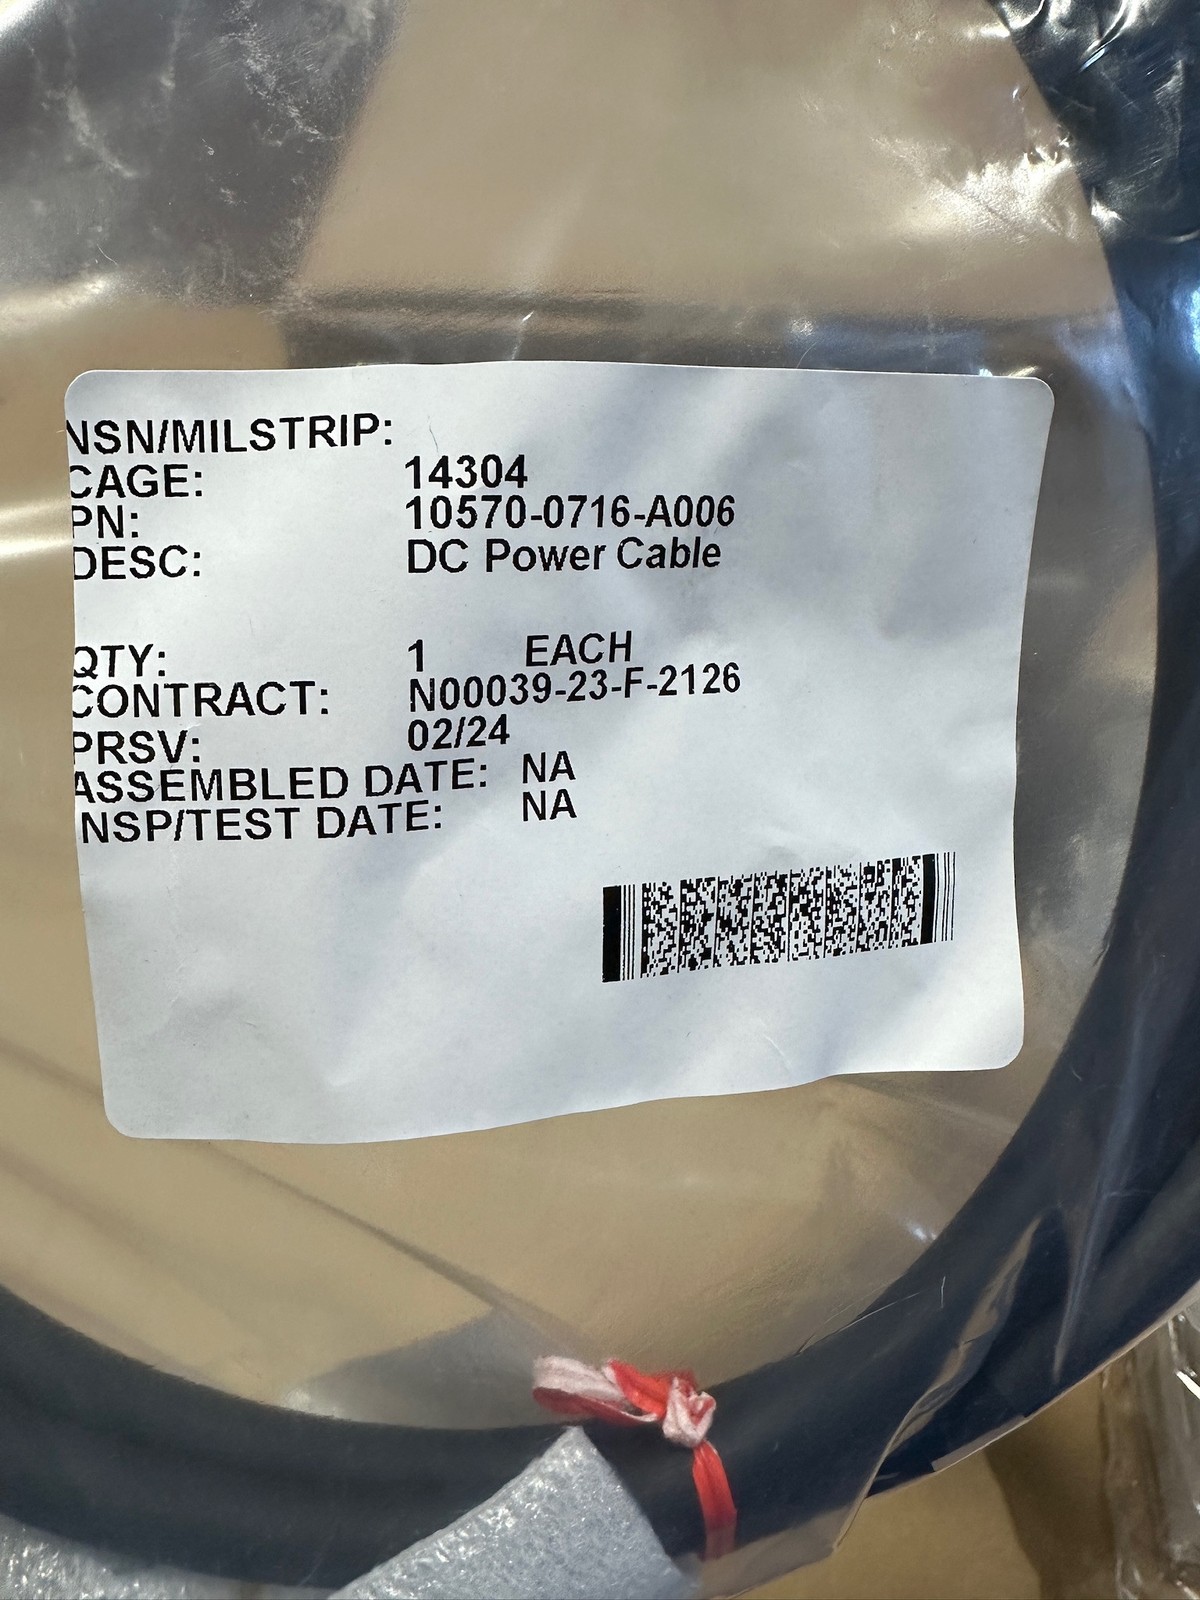 NSN/MILSTRIP:
CAGE: 14304
PN: 10570-0716-A006
DESC: DC Power Cable
QTY: 1 EACH
CONTRACT: N00039-23-F-2126
PRSV: 02/24
ASSEMBLED DATE: NA
NSP/TEST DATE: NA